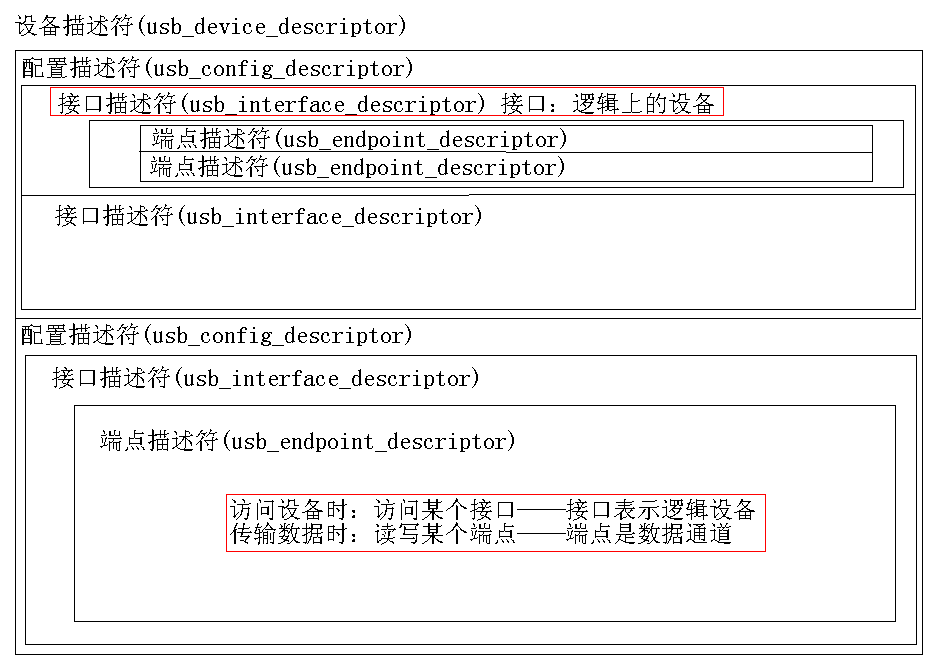 设备描述符(usb_device_descriptor)
配置描述符(usb_config_descriptor)
接口描述符(usb_interface_descriptor) 接口：逻辑上的设备
端点描述符(usb_endpoint_descriptor)
端点描述符(usb_endpoint_descriptor)
接口描述符(usb_interface_descriptor)
配置描述符(usb_config_descriptor)
接口描述符(usb_interface_descriptor)
端点描述符(usb_endpoint_descriptor)
访问设备时：访问某个接口——接口表示逻辑设备
传输数据时：读写某个端点——端点是数据通道